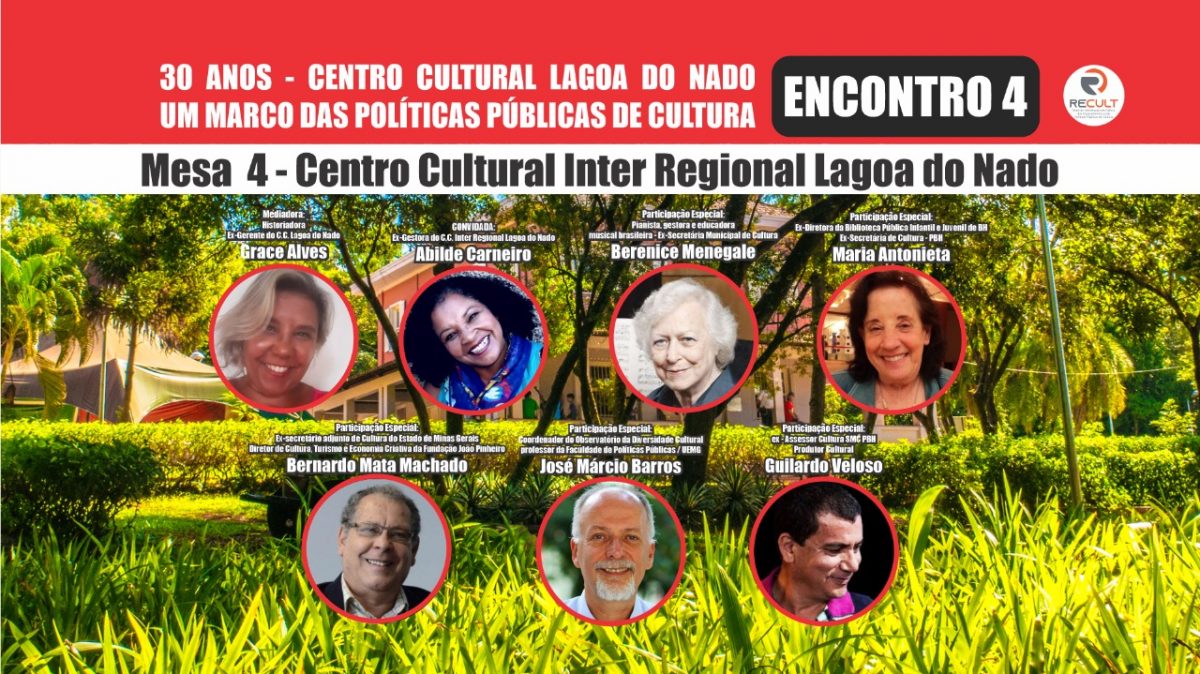 30 ANOS - CENTRO CULTURAL LAGOA DO NADO
UM MARCO DAS POLÍTICAS PÚBLICAS DE CULTURA
ENCONTRO 4
RECULT
Mesa 4 - Centro Cultural Inter Regional Lagoa do Nado
Mediadora:
Historiadora
Ex-Gerente do C.C. Lagoa do Nado
Grace Alves
CONVIDADA:
Ex-Gestora do C.C. Inter Regional Lagoa do Nado
Abilde Carneiro
Participação Especial:
Pianista, gestora e educadora
musical brasileira - Ex-Secretária Municipal de Cultura
Berenice Menegale
Participação Especial:
Ex-Diretora da Biblioteca Pública Infantil e Juvenil de BH
Ex-Secretária de Cultura - PBH
Maria Antonieta
Participação Especial:
Ex-secretário adjunto de Cultura do Estado de Minas Gerais
Diretor de Cultura, Turismo e Economia Criativa da Fundação João Pinheiro
Bernardo Mata Machado
Participação Especial:
Coordenador do Observatório da Diversidade Cultural
professor da Faculdade de Políticas Públicas / UEMG
José Márcio Barros
Participação Especial:
ex - Assessor Cultura SMC PBH
Produtor Cultural
Guilardo Veloso